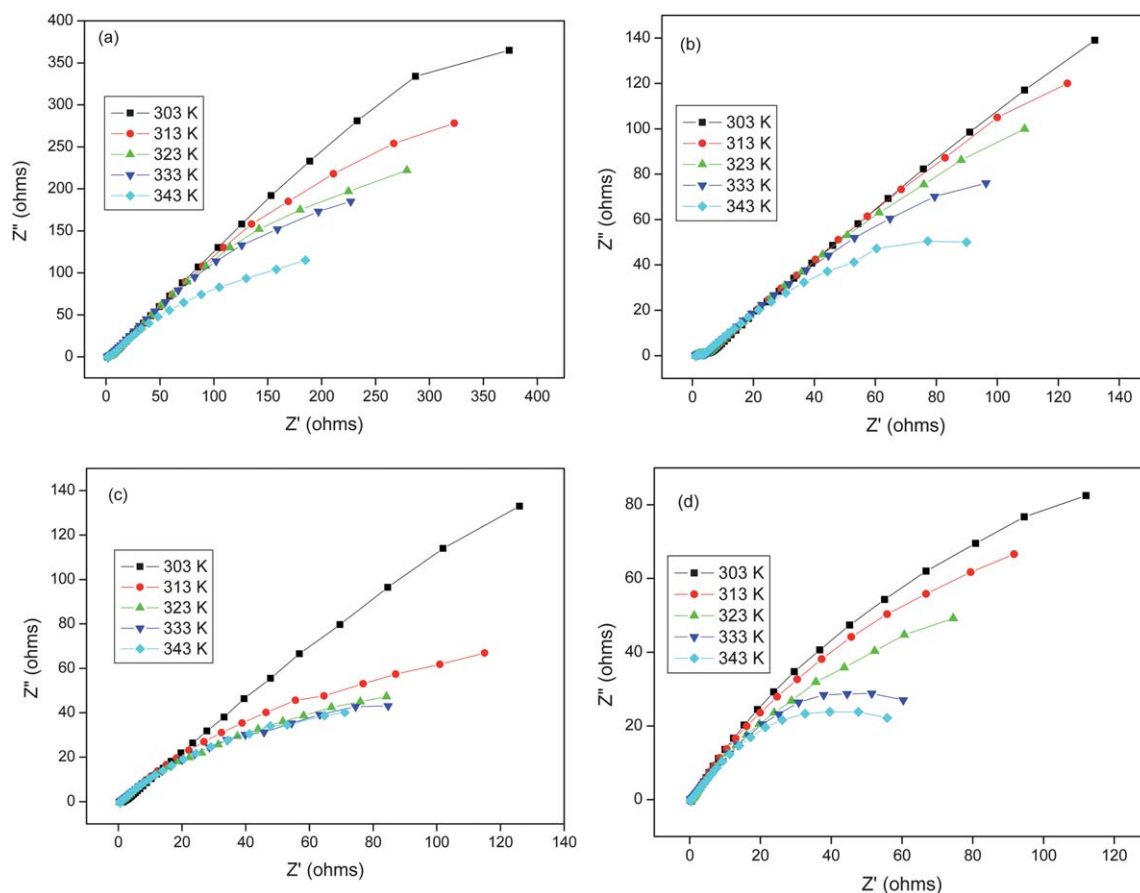 (a)
400
350
300
250
200
150
100
50
0
Z" (ohms)
303 K
313 K
323 K
333 K
343 K
0 50 100 150 200 250 300 350 400
Z' (ohms)
(b)
140
120
100
80
60
40
20
0
Z" (ohms)
303 K
313 K
323 K
333 K
343 K
0 20 40 60 80 100 120 140
Z' (ohms)
(c)
140
120
100
80
60
40
20
0
Z" (ohms)
303 K
313 K
323 K
333 K
343 K
0 20 40 60 80 100 120 140
Z' (ohms)
(d)
80
60
40
20
0
Z" (ohms)
303 K
313 K
323 K
333 K
343 K
0 20 40 60 80 100 120
Z' (ohms)